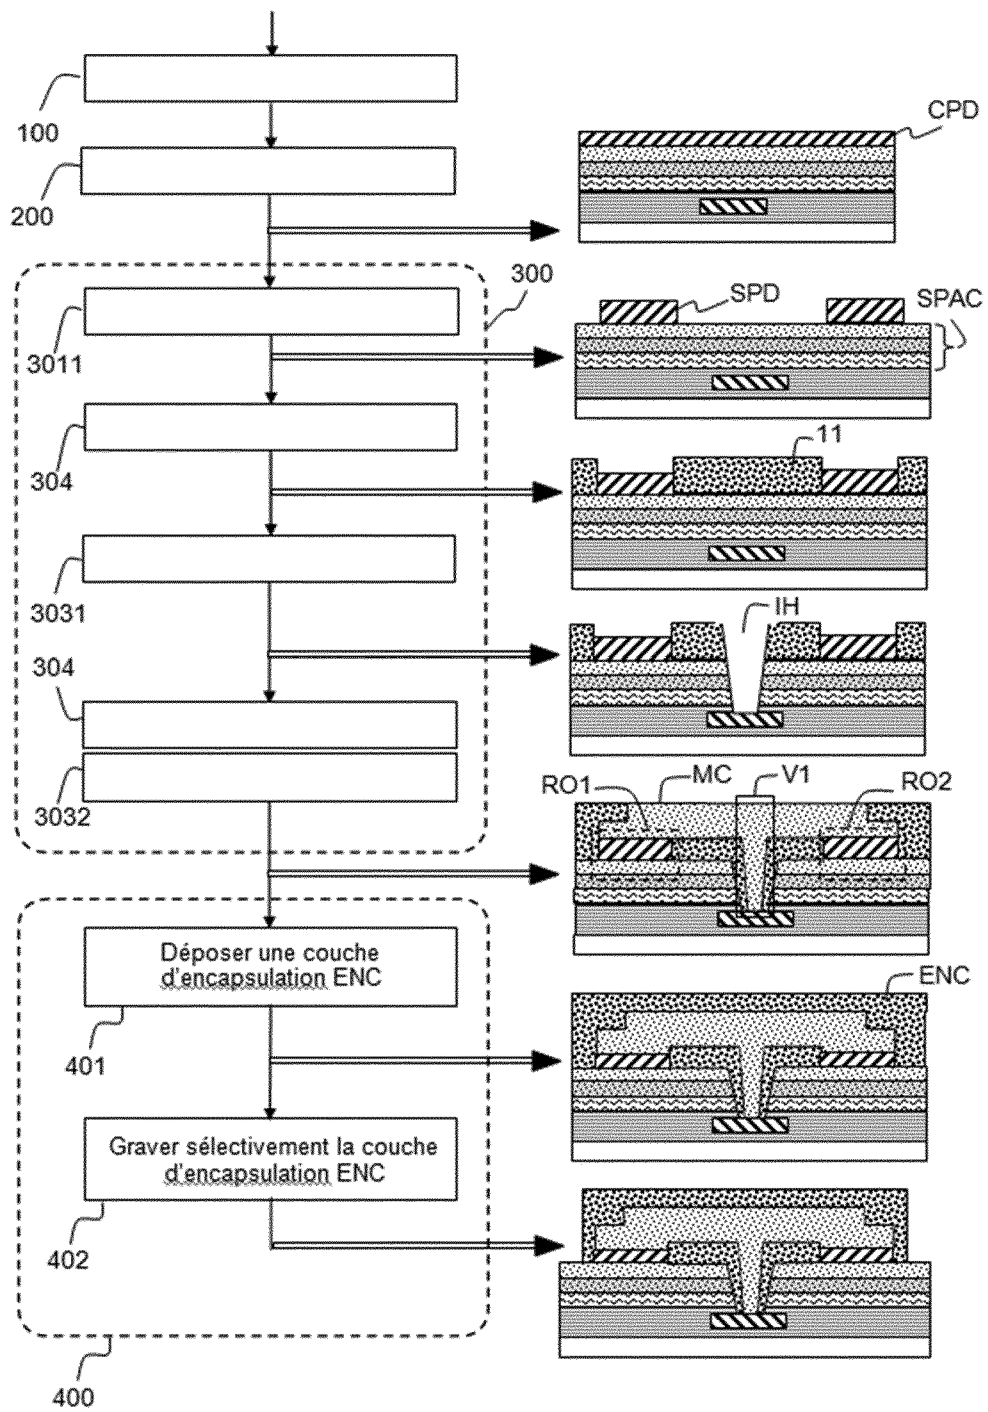 100
CPD
200
300
SPD
SPAC
3011
11
304
3031
IH
304
MC
V1
RO1
RO2
3032
Déposer une couche
d'encapsulation ENC
ENC
401
Graver sélectivement la couche
d'encapsulation ENC
402
400